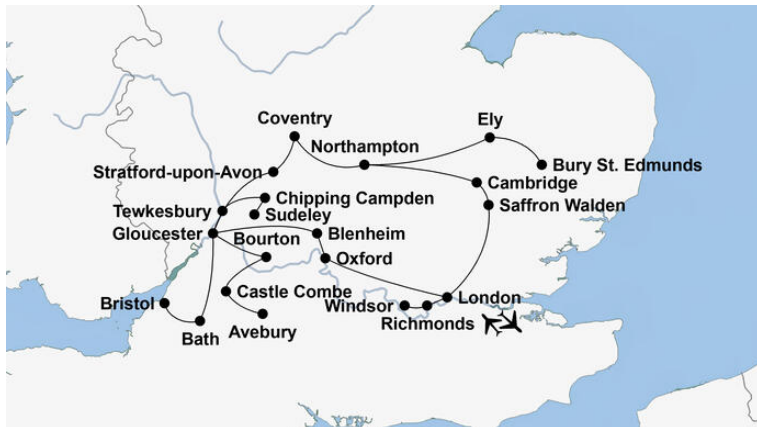 Coventry
Ely
Northampton
Bury St. Edmunds
Stratford-upon-Avon
Cambridge
Chipping Campden
Saffron Walden
Tewkesbury
Sudeley
Gloucester
Bourton
Blenheim
Oxford
Castle Combe
London
Bristol
Windsor
Avebury
Richmonds
Bath